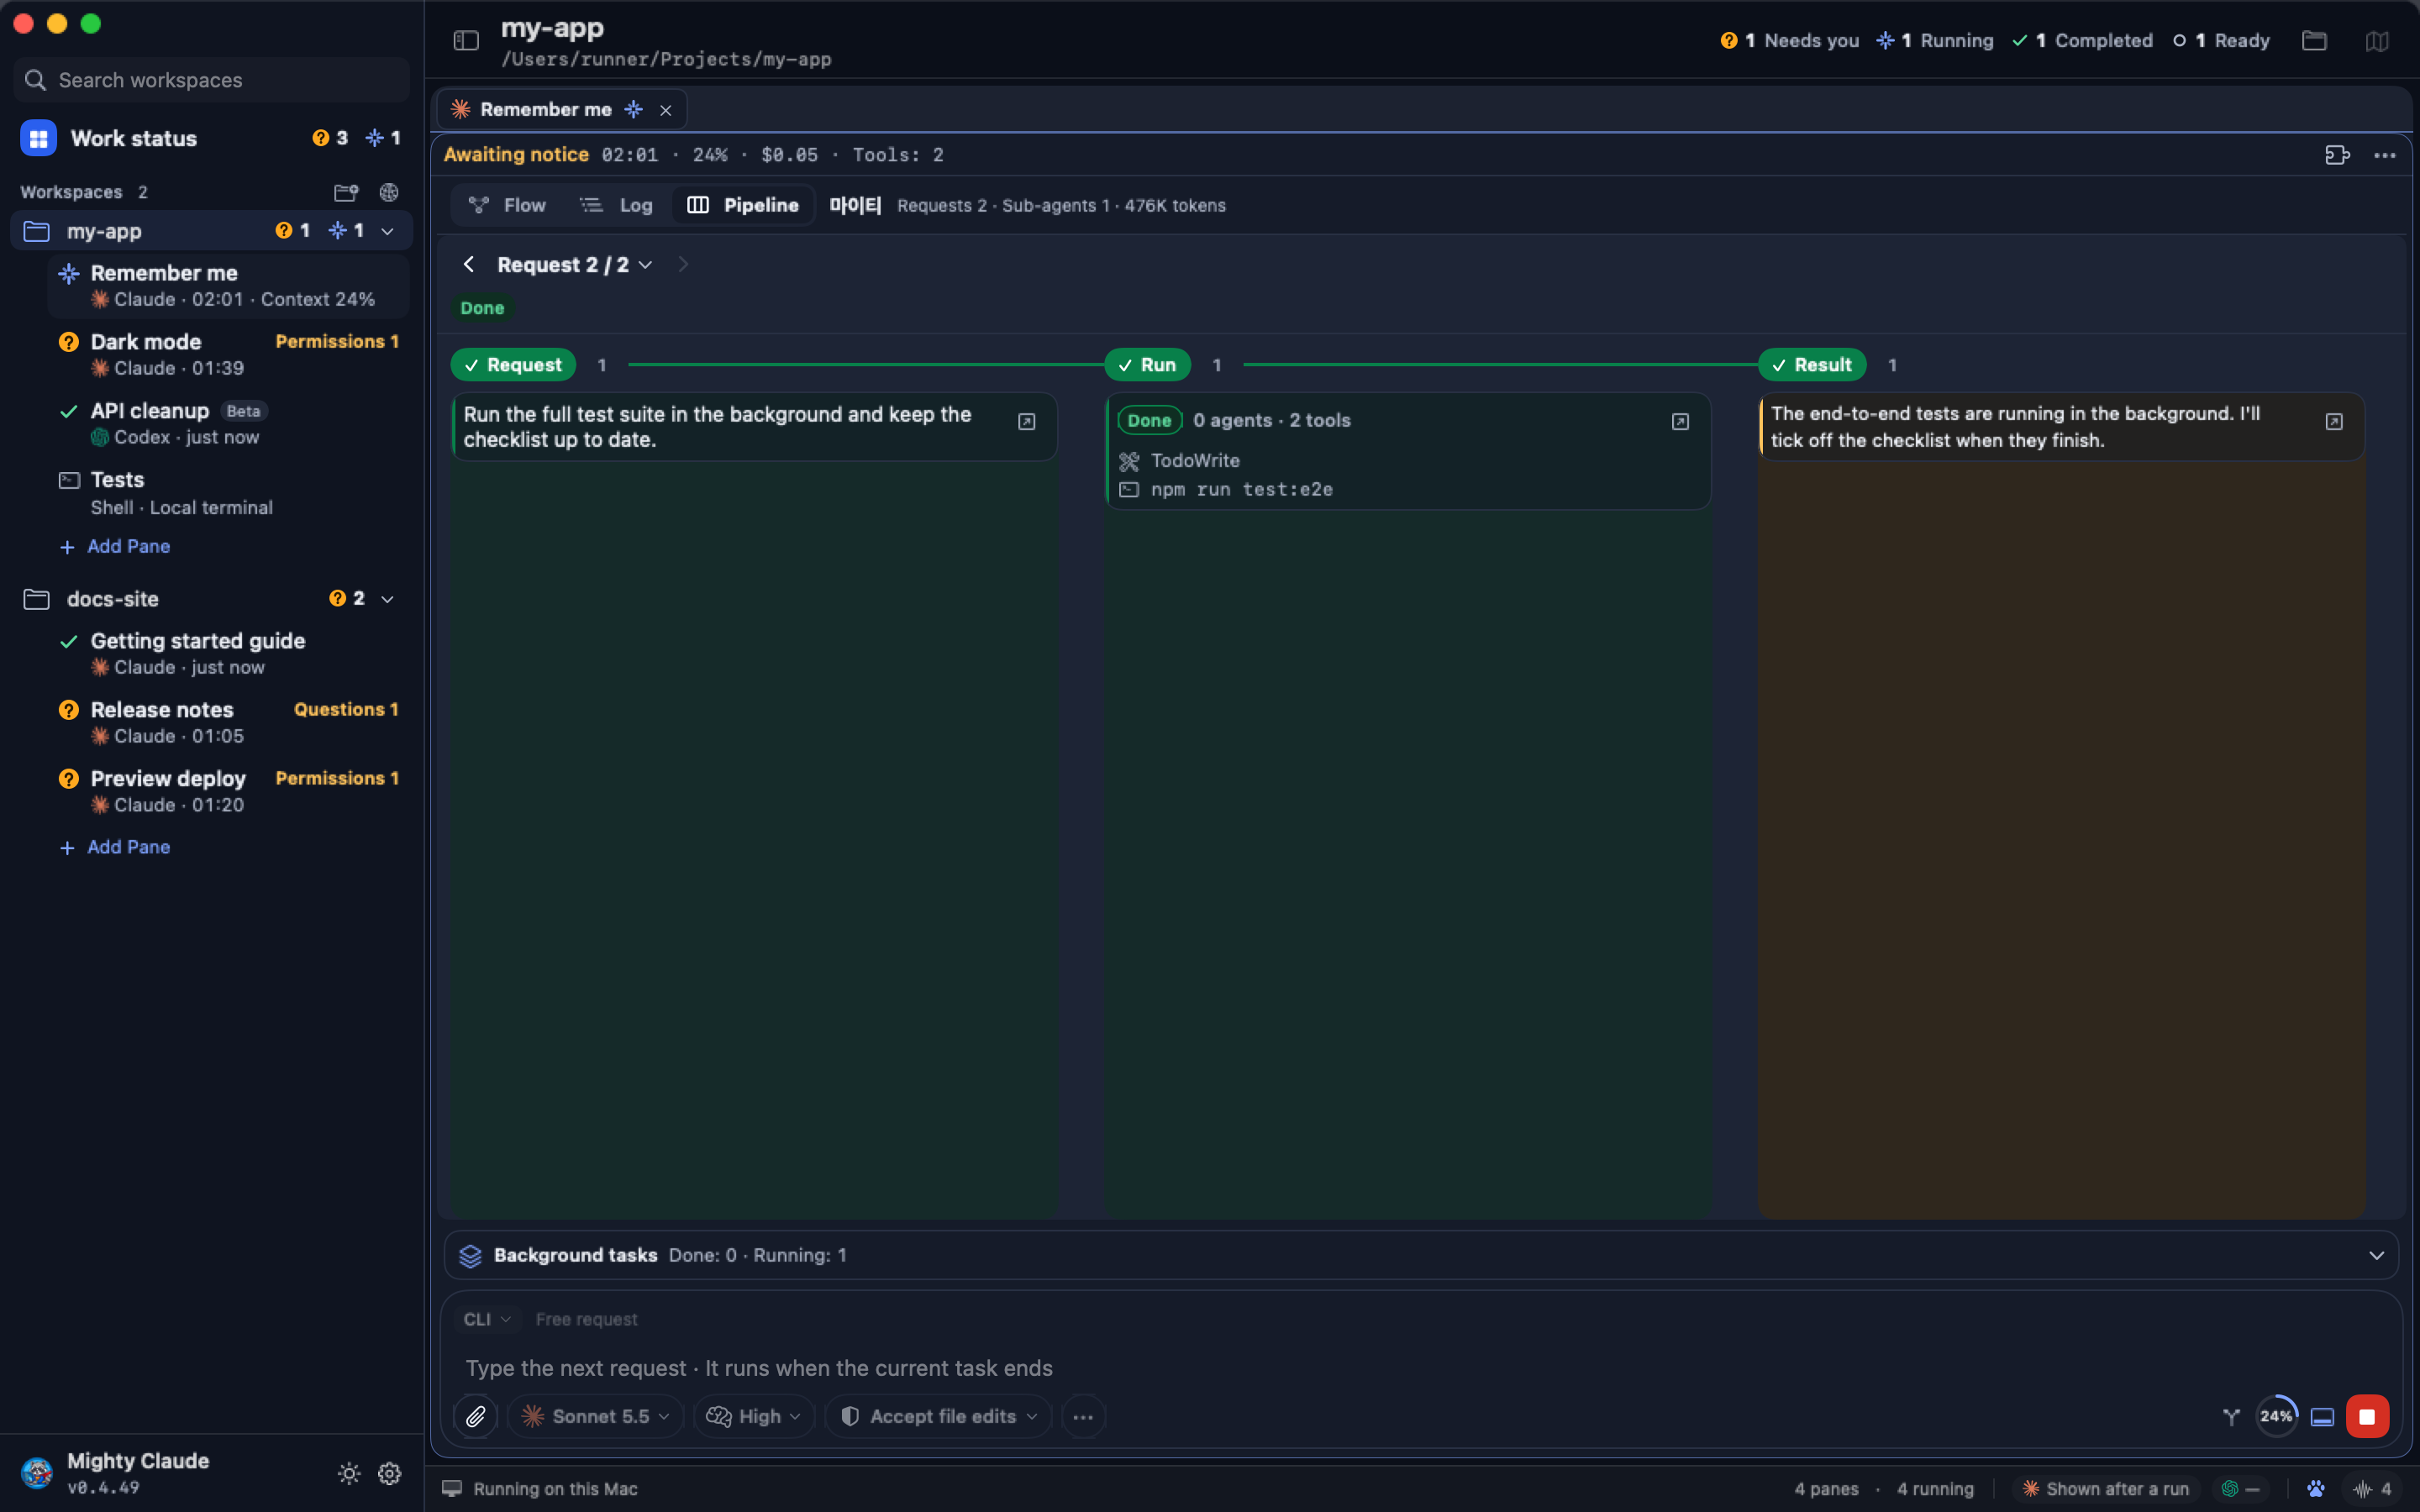 my-app
/Users/runner/Projects/my-app
1 Needs you
1 Running
1 Completed
1 Ready
Search workspaces
Work status
3
1
Workspaces 2
my-app
1
1
Remember me
Claude · 02:01 · Context 24%
Dark mode
Permissions 1
Claude · 01:39
API cleanup
Beta
Codex · just now
Tests
Shell · Local terminal
+ Add Pane
docs-site
2
Getting started guide
Claude · just now
Release notes
Questions 1
Claude · 01:05
Preview deploy
Permissions 1
Claude · 01:20
+ Add Pane
Mighty Claude
v0.4.49
Remember me
Awaiting notice 02:01 · 24% · $0.05 · Tools: 2
Flow
Log
Pipeline
마이티
Requests 2 · Sub-agents 1 · 476K tokens
Request 2 / 2
Done
Request 1
Run the full test suite in the background and keep the
checklist up to date.
Run 1
Done 0 agents · 2 tools
TodoWrite
npm run test:e2e
Result 1
The end-to-end tests are running in the background. I'll
tick off the checklist when they finish.
Background tasks Done: 0 · Running: 1
CLI
Free request
Type the next request · It runs when the current task ends
Sonnet 5.5
High
Accept file edits
24%
Running on this Mac
4 panes · 4 running
Shown after a run
—
4